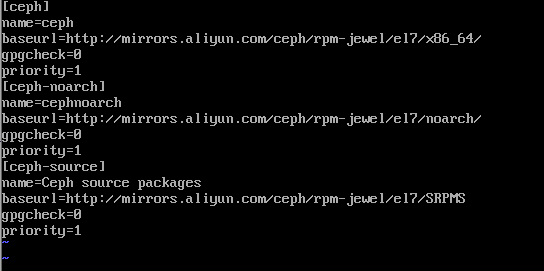 [ceph]
name=ceph
baseurl=http://mirrors.aliyun.com/ceph/rpm-jewel/el7/x86_64/
gpgcheck=0
priority=1
[ceph-noarch]
name=cephnoarch
baseurl=http://mirrors.aliyun.com/ceph/rpm-jewel/el7/noarch/
gpgcheck=0
priority=1
[ceph-source]
name=Ceph source packages
baseurl=http://mirrors.aliyun.com/ceph/rpm-jewel/el7/SRPMS
gpgcheck=0
priority=1
~
~